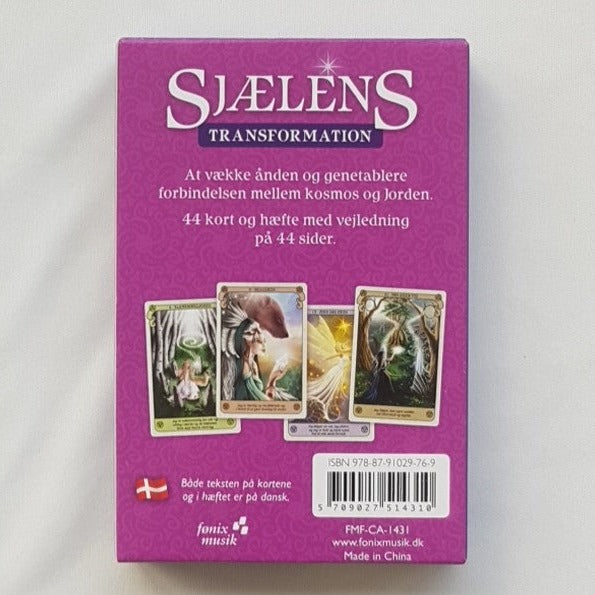 SJÆLENS
TRANSFORMATION
At vække ånden og genetablere
forbindelsen mellem kosmos og Jorden.
44 kort og hæfte med vejledning
på 44 sider.
Både teksten på kortene
og i hæftet er på dansk.
fønix
musik
ISBN 978-87-91029-76-9
5 709027 514310
FMF-CA-1431
www.fonixmusik.dk
Made in China